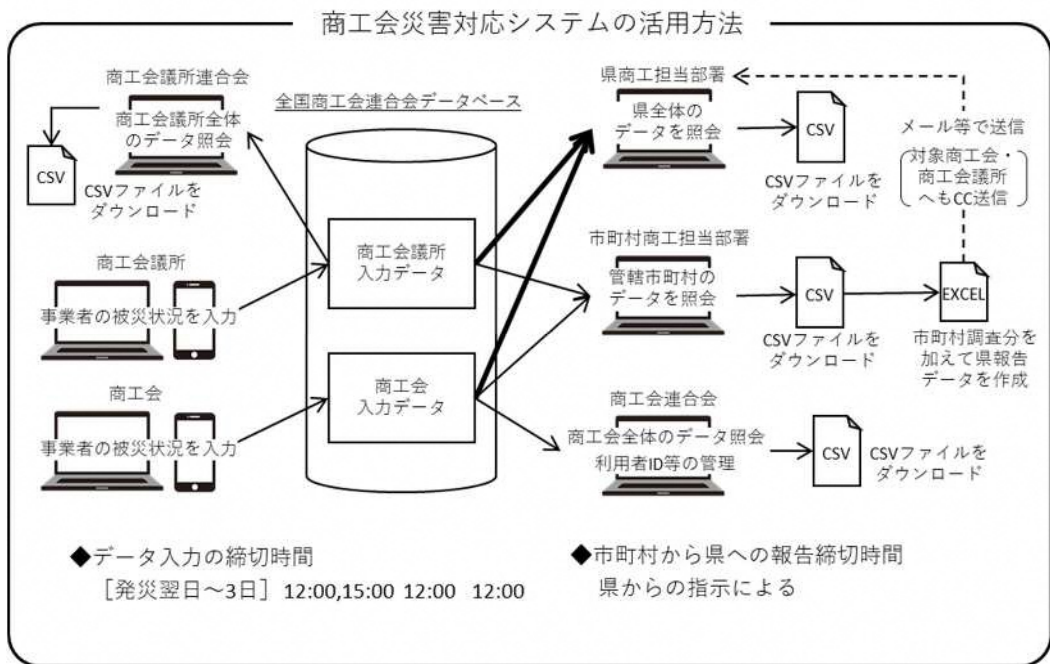 商工会災害対応システムの活用方法
商工会議所連合会
商工会議所全体
のデータ照会
CSV
CSVファイルを
ダウンロード
商工会議所
事業者の被災状況を入力
商工会
事業者の被災状況を入力
全国商工会連合会データベース
商工会議所
入力データ
商工会
入力データ
県商工担当部署
県全体の
データを照会
CSV
CSVファイルを
ダウンロード
メール等で送信
対象商工会・
商工会議所
へもCC送信
市町村商工担当部署
管轄市町村の
データを照会
CSV
CSVファイルを
ダウンロード
EXCEL
市町村調査分を
加えて県報告
データを作成
商工会連合会
商工会全体のデータ照会
利用者ID等の管理
CSV
CSVファイルを
ダウンロード
◆データ入力の締切時間
［発災翌日～3日］ 12:00,15:00 12:00 12:00
◆市町村から県への報告締切時間
県からの指示による